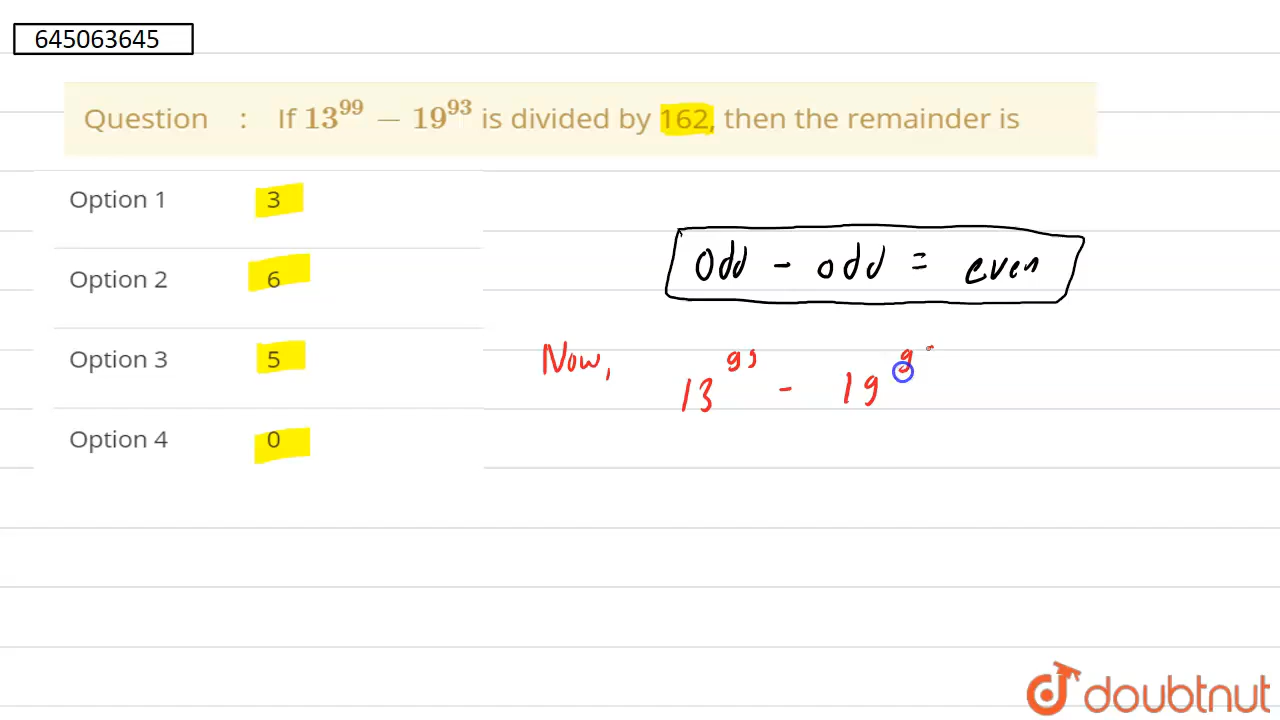 645063645
Question : If 13^99 − 19^93 is divided by 162, then the remainder is
Option 1 3
Option 2 6
Option 3 5
Option 4 0
odd - odd = even
Now, 13^99 - 19^9
doubtnut